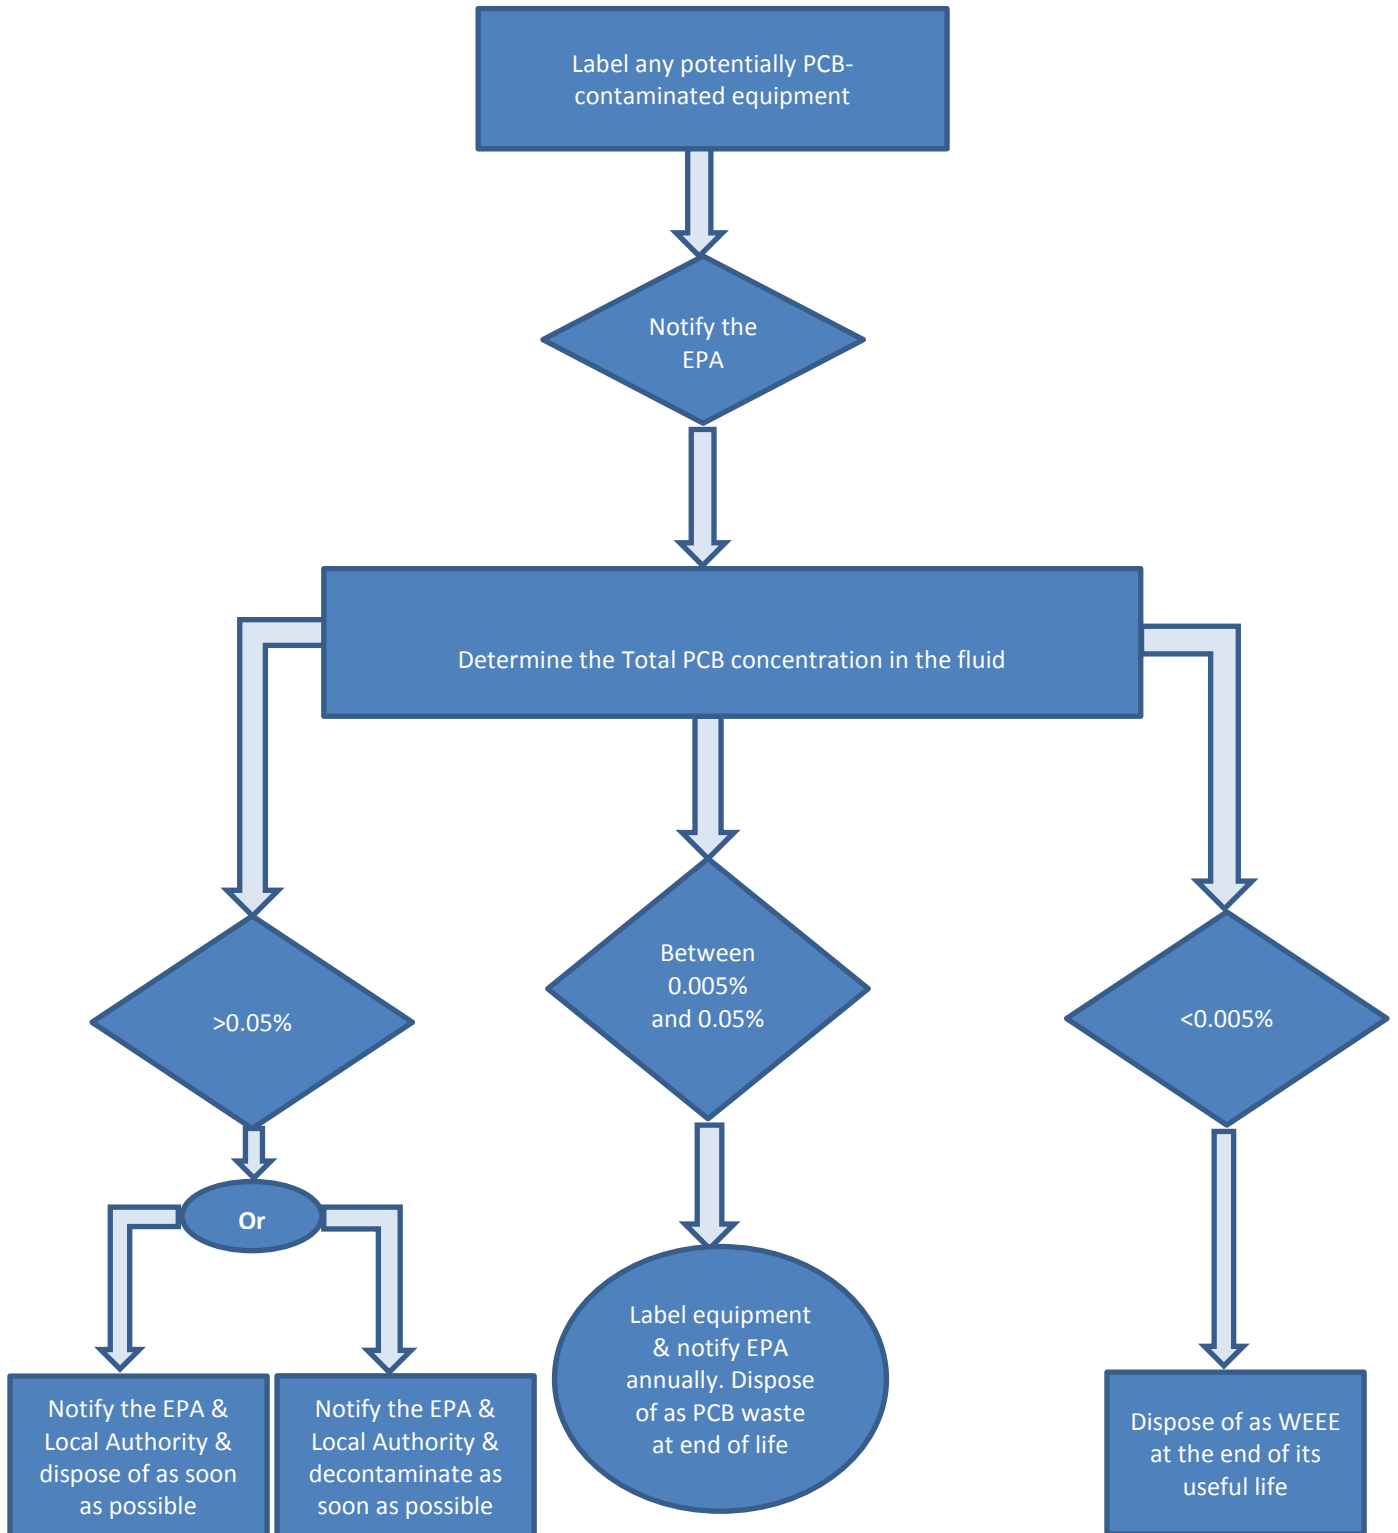 Label any potentially PCB-
contaminated equipment
Notify the
EPA
Determine the Total PCB concentration in the fluid
>0.05%
Between
0.005%
and 0.05%
<0.005%
Or
Notify the EPA &
Local Authority &
dispose of as soon
as possible
Notify the EPA &
Local Authority &
decontaminate as
soon as possible
Label equipment
& notify EPA
annually. Dispose
of as PCB waste
at end of life
Dispose of as WEEE
at the end of its
useful life